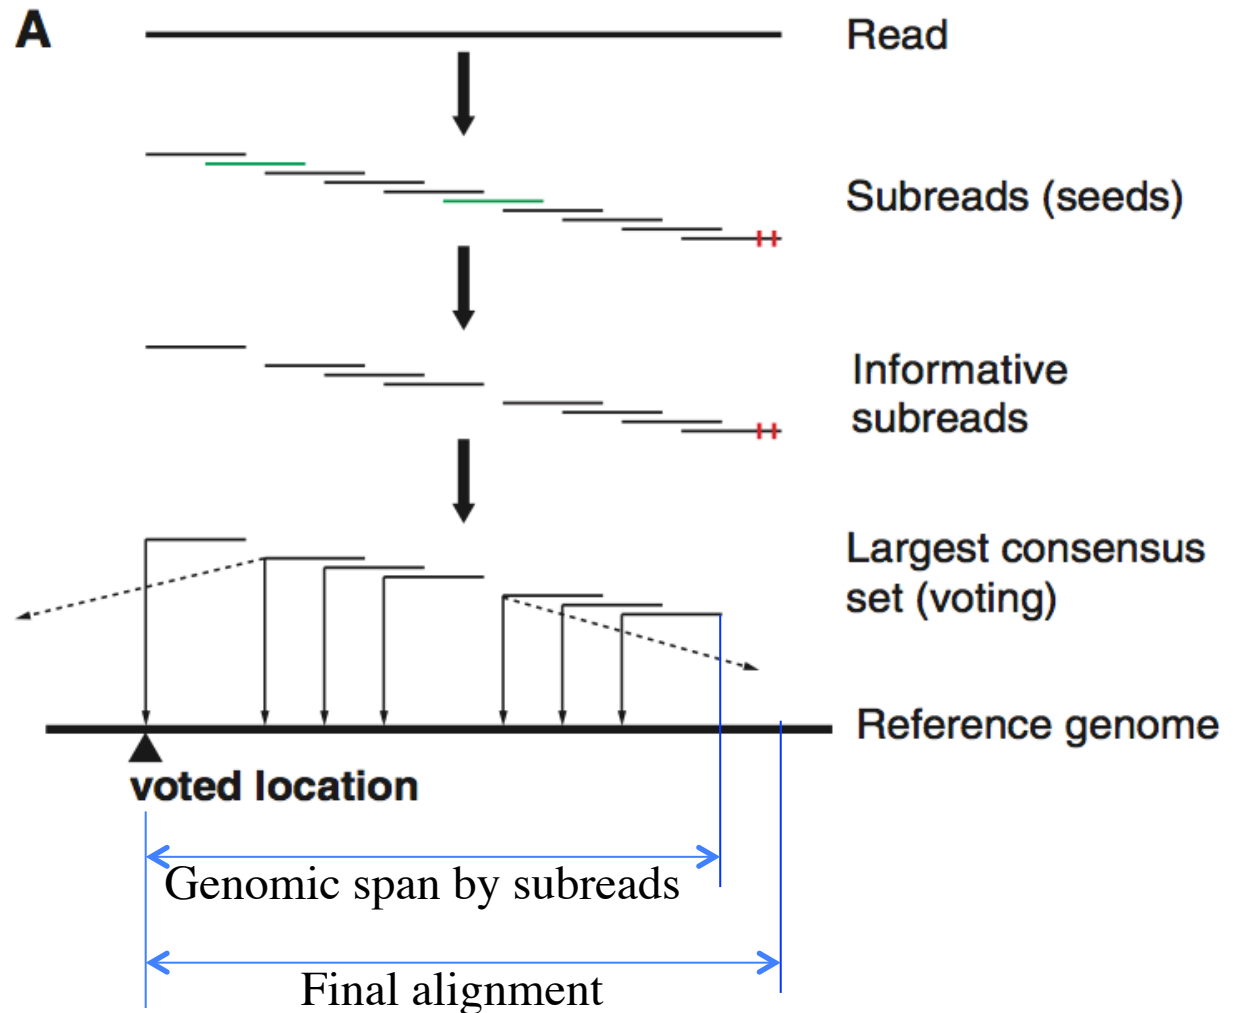 A
Read
Subreads (seeds)
Informative
subreads
Largest consensus
set (voting)
Reference genome
voted location
Genomic span by subreads
Final alignment